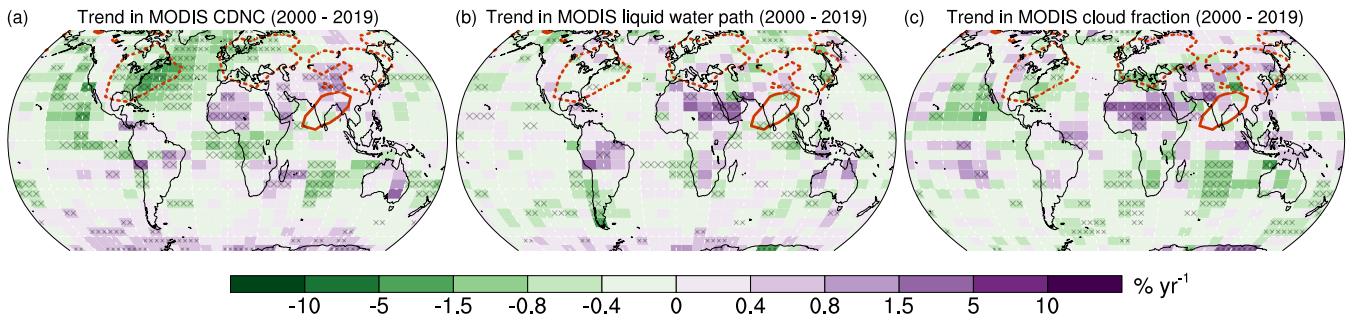 (a) Trend in MODIS CDNC (2000 - 2019)
(b) Trend in MODIS liquid water path (2000 - 2019)
(c) Trend in MODIS cloud fraction (2000 - 2019)
-10 -5 -1.5 -0.8 -0.4 0 0.4 0.8 1.5 5 10 % yr⁻¹